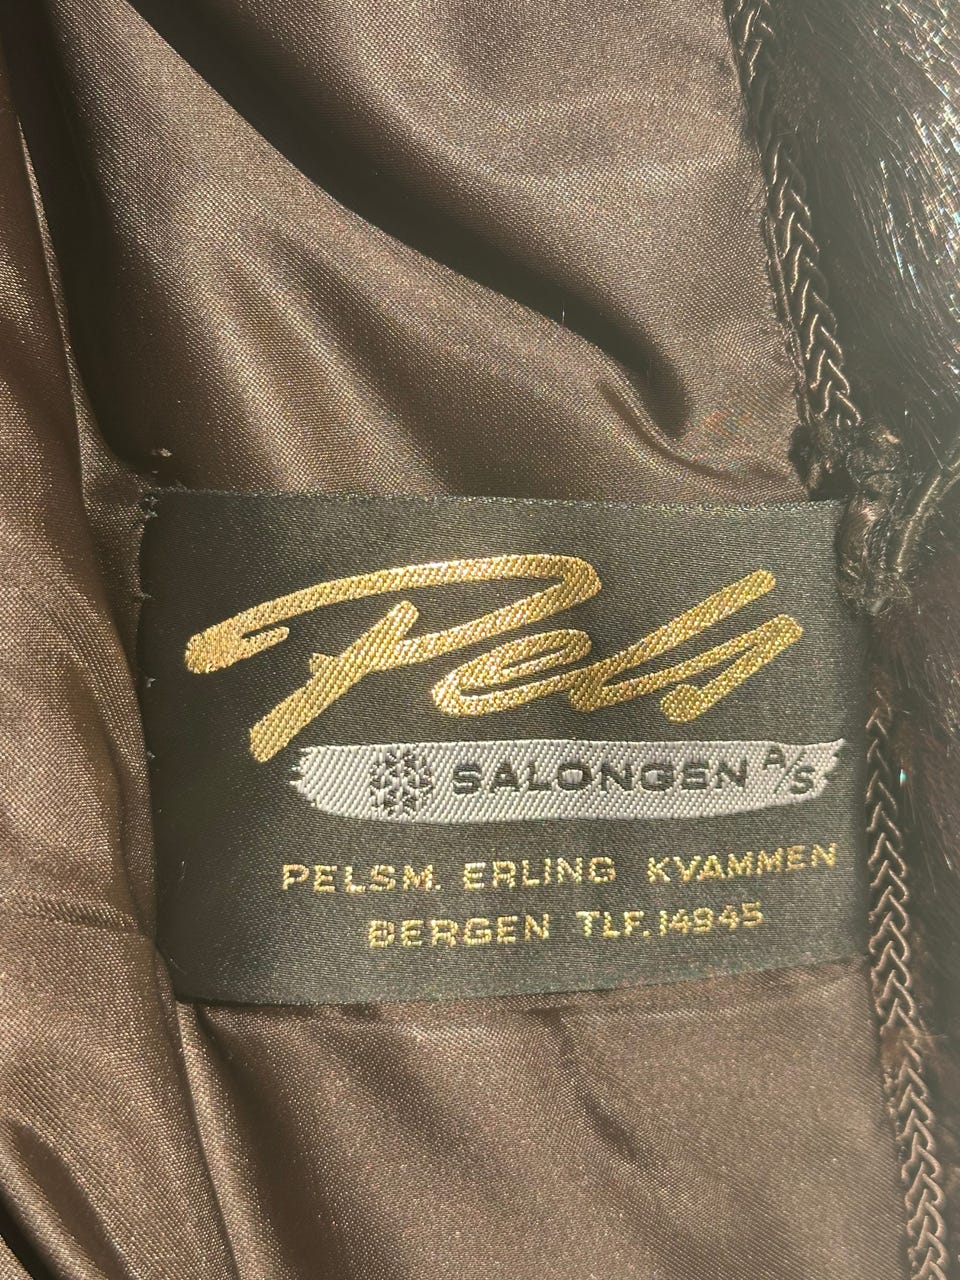 Pels
SALONGEN A/S
PELSM. ERLING KVAMMEN
BERGEN TLF. 14945